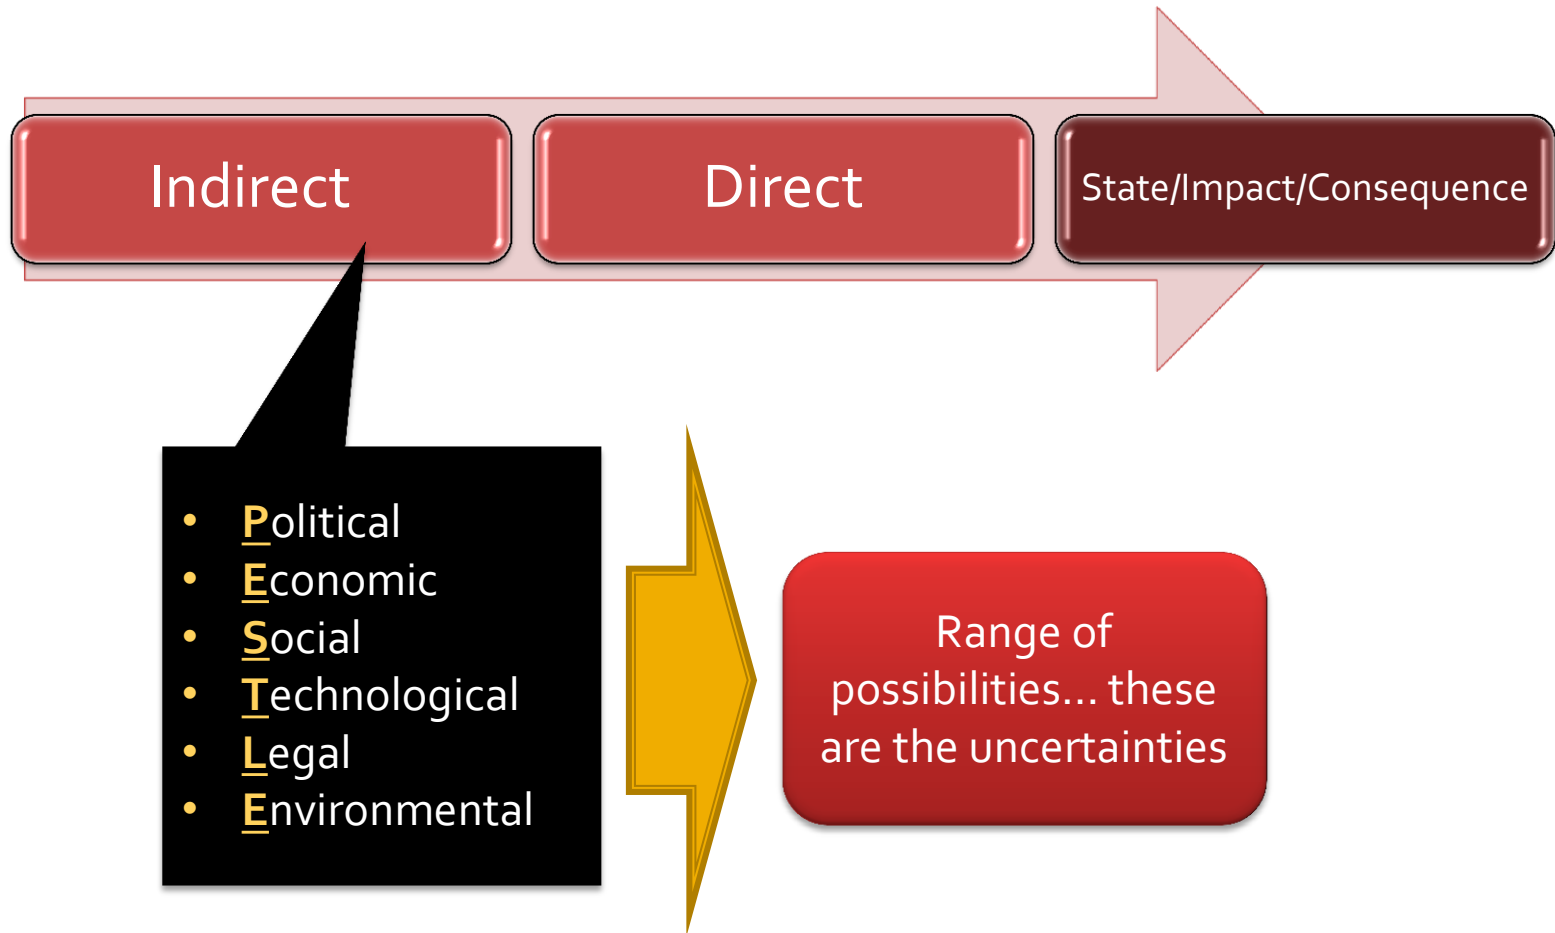 Indirect
Direct
State/Impact/Consequence
• Political
• Economic
• Social
• Technological
• Legal
• Environmental
Range of
possibilities... these
are the uncertainties